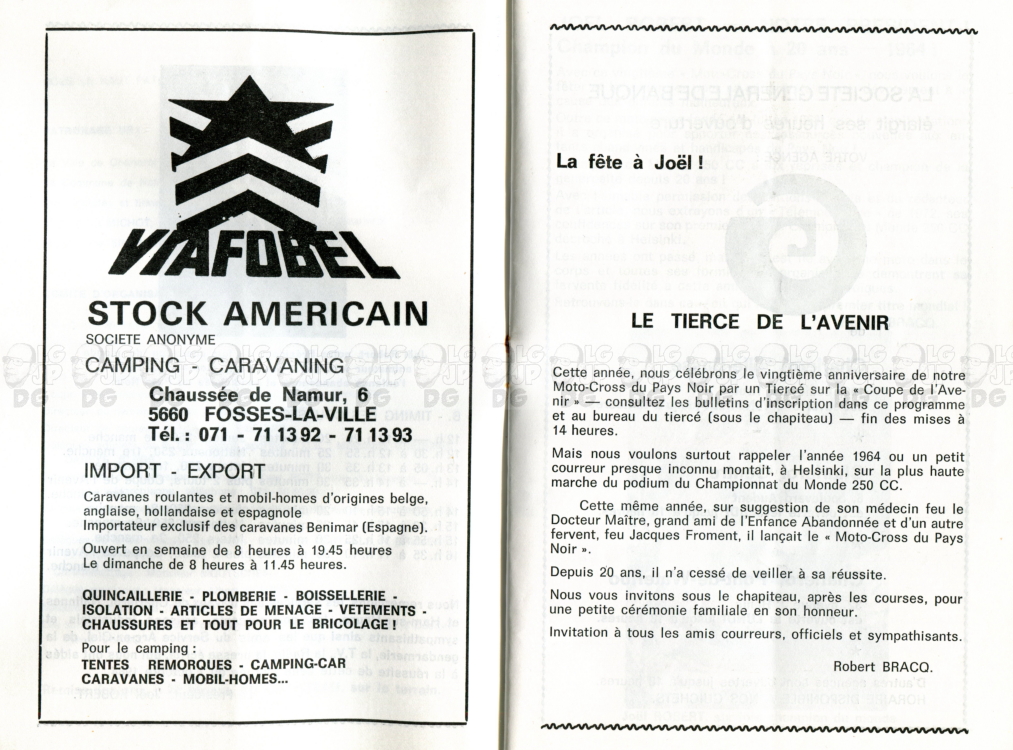 VIAFOBEL
STOCK AMERICAIN
SOCIETE ANONYME
CAMPING - CARAVANING
Chaussée de Namur, 6
5660 FOSSES-LA-VILLE
Tél. : 071 - 71 13 92 - 71 13 93
IMPORT - EXPORT
Caravanes roulantes et mobil-homes d'origines belge,
anglaise, hollandaise et espagnole
Importateur exclusif des caravanes Benimar (Espagne).
Ouvert en semaine de 8 heures à 19.45 heures
Le dimanche de 8 heures à 11.45 heures.
QUINCAILLERIE - PLOMBERIE - BOISSELLERIE -
ISOLATION - ARTICLES DE MENAGE - VETEMENTS -
CHAUSSURES ET TOUT POUR LE BRICOLAGE !
Pour le camping :
TENTES REMORQUES - CAMPING-CAR
CARAVANES - MOBIL-HOMES...
La fête à Joël !
LE TIERCE DE L'AVENIR
Cette année, nous célébrons le vingtième anniversaire de notre
Moto-Cross du Pays Noir par un Tiercé sur la « Coupe de l'Ave-
nir » — consultez les bulletins d'inscription dans ce programme
et au bureau du tiercé (sous le chapiteau) — fin des mises à
14 heures.
Mais nous voulons surtout rappeler l'année 1964 ou un petit
courreur presque inconnu montait, à Helsinki, sur la plus haute
marche du podium du Championnat du Monde 250 CC.
Cette même année, sur suggestion de son médecin feu le
Docteur Maître, grand ami de l'Enfance Abandonnée et d'un autre
fervent, feu Jacques Froment, il lançait le « Moto-Cross du Pays
Noir ».
Depuis 20 ans, il n'a cessé de veiller à sa réussite.
Nous vous invitons sous le chapiteau, après les courses, pour
une petite cérémonie familiale en son honneur.
Invitation à tous les amis courreurs, officiels et sympathisants.
Robert BRACQ.